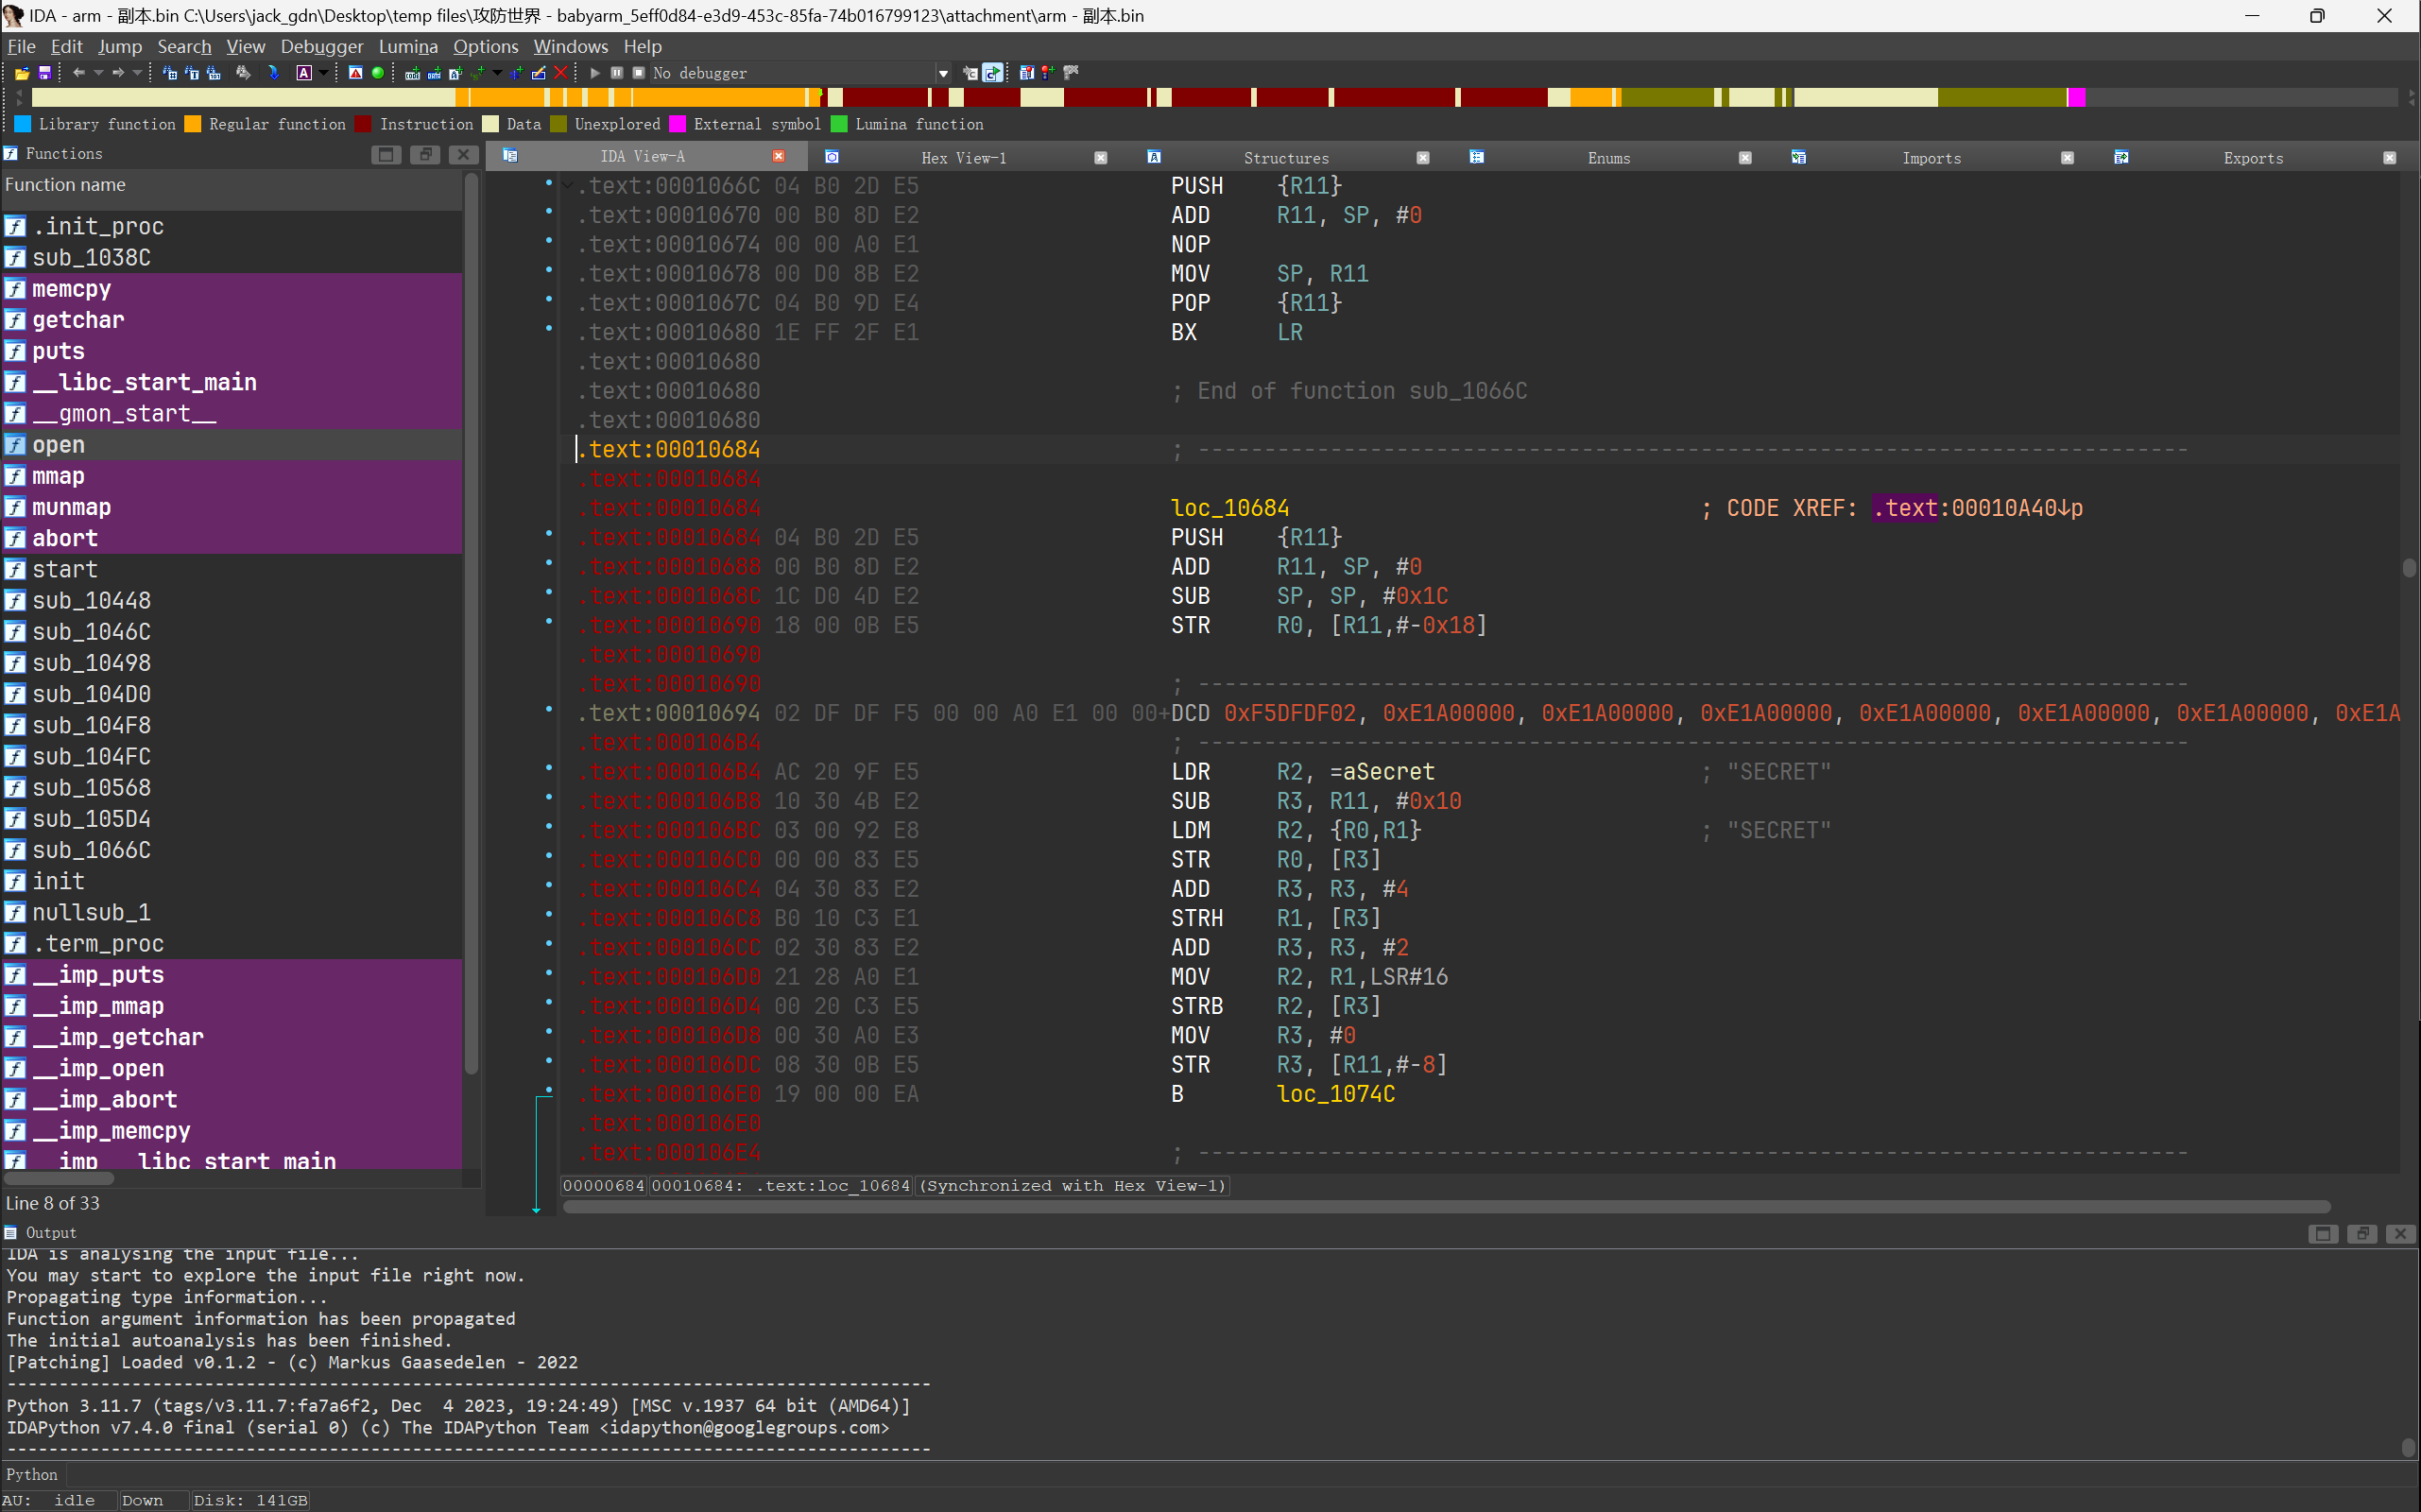 IDA - arm - 副本.bin C:\Users\jack_gdn\Desktop\temp files\攻防世界 - babyarm_5eff0d84-e3d9-453c-85fa-74b016799123\attachment\arm - 副本.bin
File Edit Jump Search View Debugger Lumina Options Windows Help
No debugger
Library function Regular function Instruction Data Unexplored External symbol Lumina function
Functions
Function name
.init_proc
sub_1038C
memcpy
getchar
puts
__libc_start_main
__gmon_start__
open
mmap
munmap
abort
start
sub_10448
sub_1046C
sub_10498
sub_104D0
sub_104F8
sub_104FC
sub_10568
sub_105D4
sub_1066C
init
nullsub_1
.term_proc
__imp_puts
__imp_mmap
__imp_getchar
__imp_open
__imp_abort
__imp_memcpy
__imp___libc_start_main
Line 8 of 33
IDA View-A Hex View-1 Structures Enums Imports Exports
.text:0001066C 04 B0 2D E5 PUSH {R11}
.text:00010670 00 B0 8D E2 ADD R11, SP, #0
.text:00010674 00 00 A0 E1 NOP
.text:00010678 00 D0 8B E2 MOV SP, R11
.text:0001067C 04 B0 9D E4 POP {R11}
.text:00010680 1E FF 2F E1 BX LR
.text:00010680
.text:00010680 ; End of function sub_1066C
.text:00010680
.text:00010684 ; ---------------------------------------------------------------------------
.text:00010684
.text:00010684 loc_10684 ; CODE XREF: .text:00010A40↓p
.text:00010684 04 B0 2D E5 PUSH {R11}
.text:00010688 00 B0 8D E2 ADD R11, SP, #0
.text:0001068C 1C D0 4D E2 SUB SP, SP, #0x1C
.text:00010690 18 00 0B E5 STR R0, [R11,#-0x18]
.text:00010690
.text:00010690 ; ---------------------------------------------------------------------------
.text:00010694 02 DF DF F5 00 00 A0 E1 00 00+DCD 0xF5DFDF02, 0xE1A00000, 0xE1A00000, 0xE1A00000, 0xE1A00000, 0xE1A00000, 0xE1A00000, 0xE1A
.text:000106B4 ; ---------------------------------------------------------------------------
.text:000106B4 AC 20 9F E5 LDR R2, =aSecret ; "SECRET"
.text:000106B8 10 30 4B E2 SUB R3, R11, #0x10
.text:000106BC 03 00 92 E8 LDM R2, {R0,R1} ; "SECRET"
.text:000106C0 00 00 83 E5 STR R0, [R3]
.text:000106C4 04 30 83 E2 ADD R3, R3, #4
.text:000106C8 B0 10 C3 E1 STRH R1, [R3]
.text:000106CC 02 30 83 E2 ADD R3, R3, #2
.text:000106D0 21 28 A0 E1 MOV R2, R1,LSR#16
.text:000106D4 00 20 C3 E5 STRB R2, [R3]
.text:000106D8 00 30 A0 E3 MOV R3, #0
.text:000106DC 08 30 0B E5 STR R3, [R11,#-8]
.text:000106E0 19 00 00 EA B loc_1074C
.text:000106E0
.text:000106E4 ; ---------------------------------------------------------------------------
00000684 00010684: .text:loc_10684 (Synchronized with Hex View-1)
Output
IDA is analysing the input file...
You may start to explore the input file right now.
Propagating type information...
Function argument information has been propagated
The initial autoanalysis has been finished.
[Patching] Loaded v0.1.2 - (c) Markus Gaasedelen - 2022
---------------------------------------------------------------------------------------------
Python 3.11.7 (tags/v3.11.7:fa7a6f2, Dec  4 2023, 19:24:49) [MSC v.1937 64 bit (AMD64)]
IDAPython v7.4.0 final (serial 0) (c) The IDAPython Team <idapython@googlegroups.com>
---------------------------------------------------------------------------------------------
Python
AU: idle Down Disk: 141GB